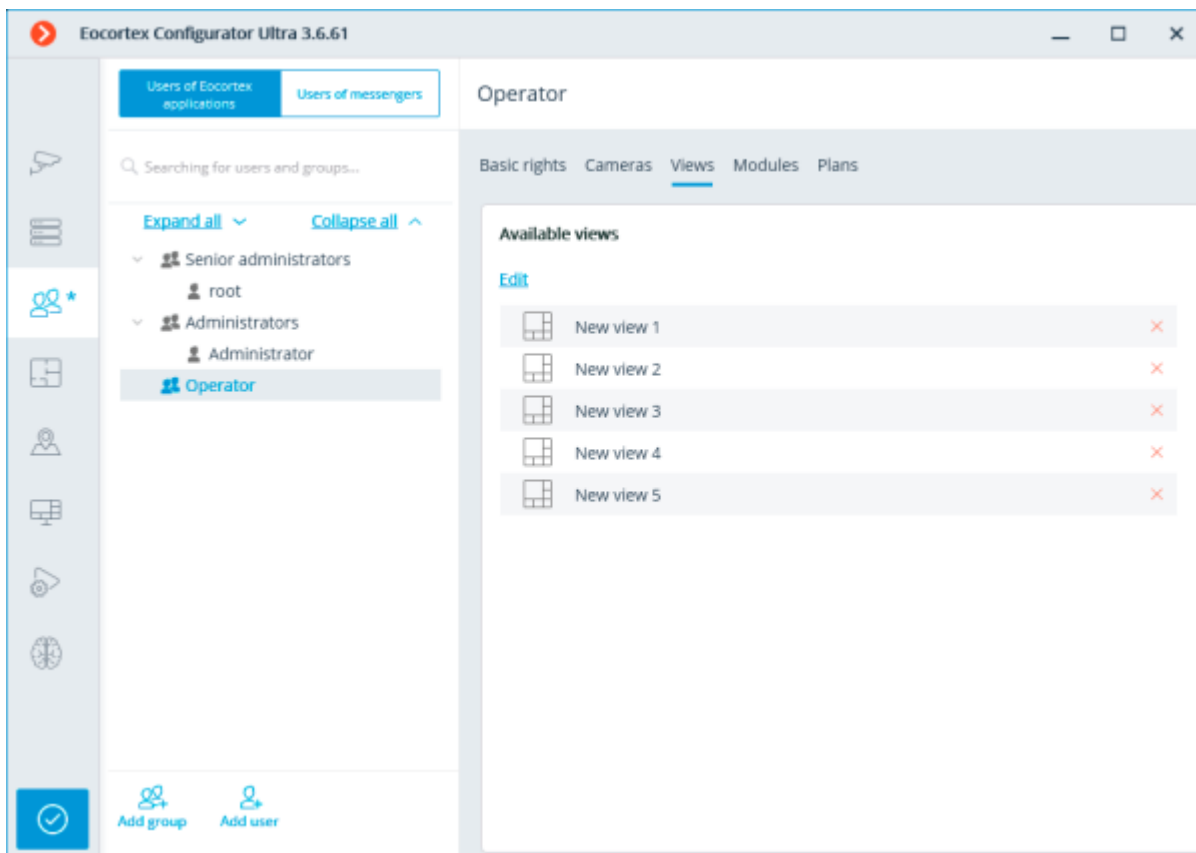 Eocortex Configurator Ultra 3.6.61
Users of Eocortex
applications
Users of messengers
Operator
Searching for users and groups...
Basic rights Cameras Views Modules Plans
Expand all
Collapse all
Senior administrators
root
Administrators
Administrator
Operator
Add group
Add user
Available views
Edit
New view 1
New view 2
New view 3
New view 4
New view 5